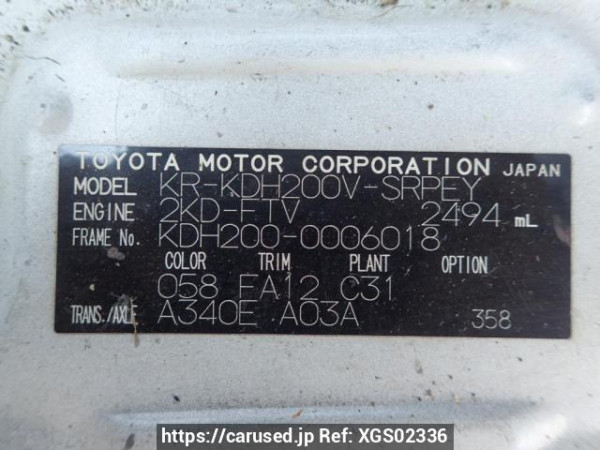 TOYOTA MOTOR CORPORATION JAPAN
MODEL KR-KDH200V-SRPEY
ENGINE 2KD-FTV 2494 mL
FRAME No. KDH200-0006018
COLOR TRIM PLANT OPTION
058 FA12 C31
TRANS./AXLE A340E A03A 358
https://carused.jp Ref: XGS02336